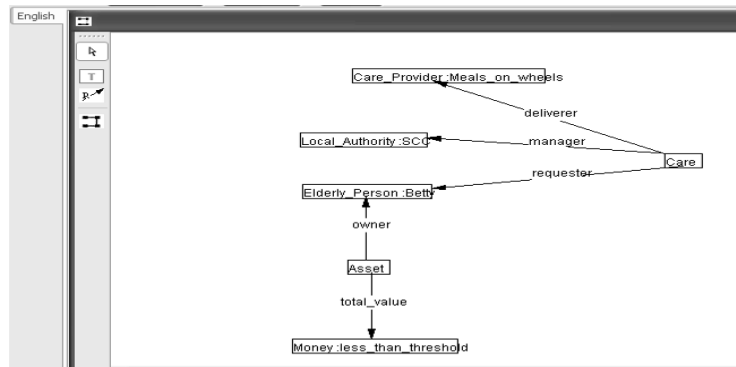 English
T
R
Care_Provider :Meals_on_wheels
deliverer
Local_Authority :SCC
manager
Care
requester
Elderly_Person :Betty
owner
Asset
total_value
Money :less_than_threshold